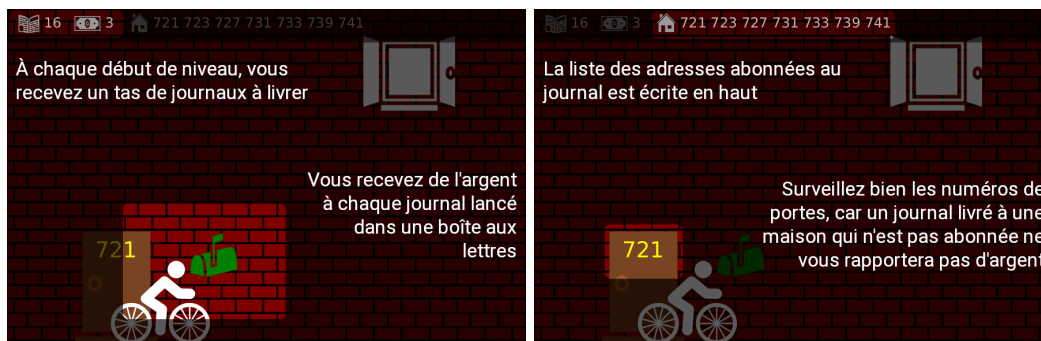 16 3 721 723 727 731 733 739 741
À chaque début de niveau, vous
recevez un tas de journaux à livrer
Vous recevez de l'argent
à chaque journal lancé
dans une boîte aux
lettres
721
16 3 721 723 727 731 733 739 741
La liste des adresses abonnées au
journal est écrite en haut
Surveillez bien les numéros de
portes, car un journal livré à une
maison qui n'est pas abonnée ne
vous rapportera pas d'argent
721